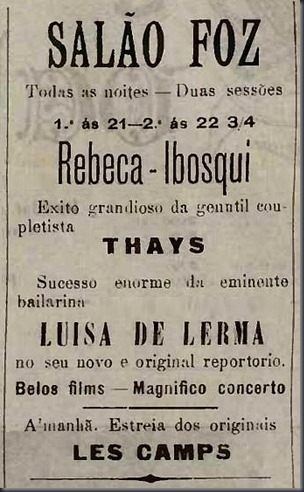 SALÃO FOZ
Todas as noites — Duas sessões
1.ª ás 21—2.ª ás 22 3/4
Rebeca - Ibosqui
Exito grandioso da genntil cou-
pletista
THAYS
Sucesso enorme da eminente
bailarina
LUISA DE LERMA
no seu novo e original reportorio.
Belos films — Magnifico concerto
A'manhã. Estreia dos originais
LES CAMPS